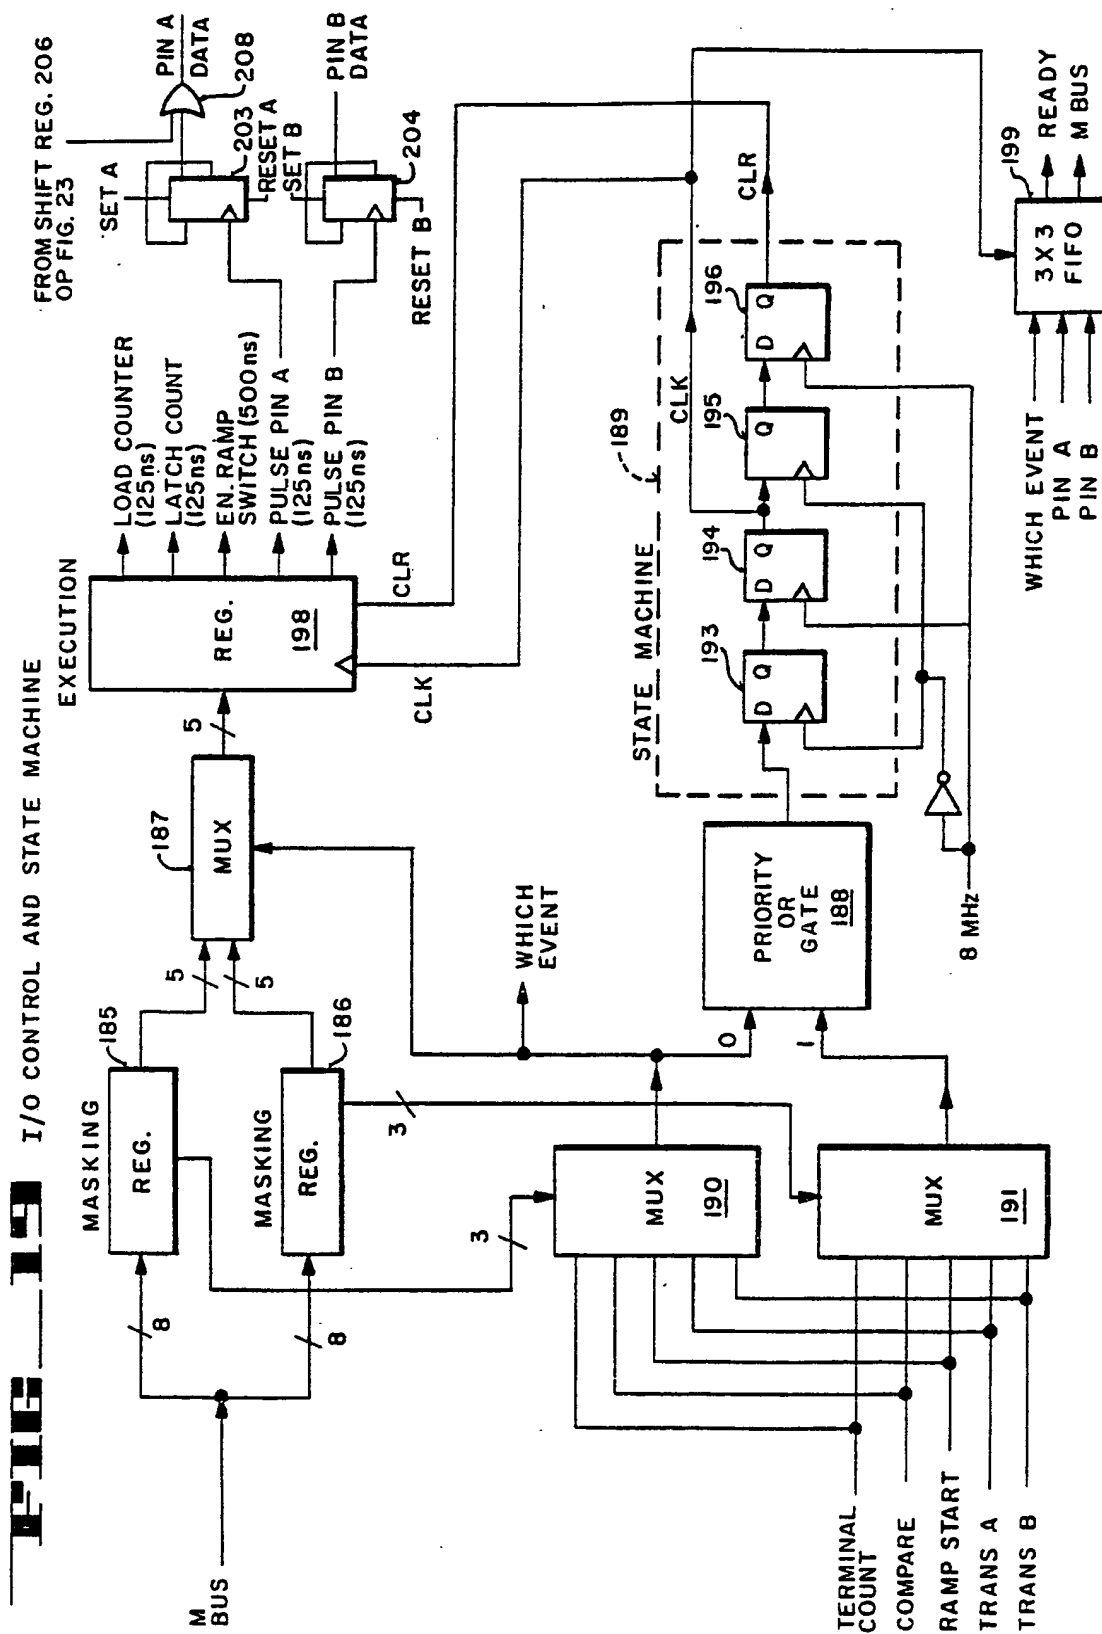 FIG 19
I/O CONTROL AND STATE MACHINE
M
BUS
8
8
MASKING
REG.
185
MASKING
REG.
186
5
5
3
3
MUX
187
5
EXECUTION
REG.
198
CLK
CLR
LOAD COUNTER
(125ns)
LATCH COUNT
(125ns)
EN. RAMP
SWITCH (500ns)
PULSE PIN A
(125ns)
PULSE PIN B
(125ns)
FROM SHIFT REG. 206
OP FIG. 23
SET A
203
RESET A
208
PIN A
DATA
SET B
204
RESET B
PIN B
DATA
WHICH
EVENT
TERMINAL
COUNT
COMPARE
RAMP START
TRANS A
TRANS B
MUX
190
MUX
191
0
1
PRIORITY
OR
GATE
188
8 MHz
STATE MACHINE
189
193
D Q
194
D Q
195
Q
196
D Q
CLK
CLR
WHICH EVENT
PIN A
PIN B
3 X 3
FIFO
199
READY
M BUS